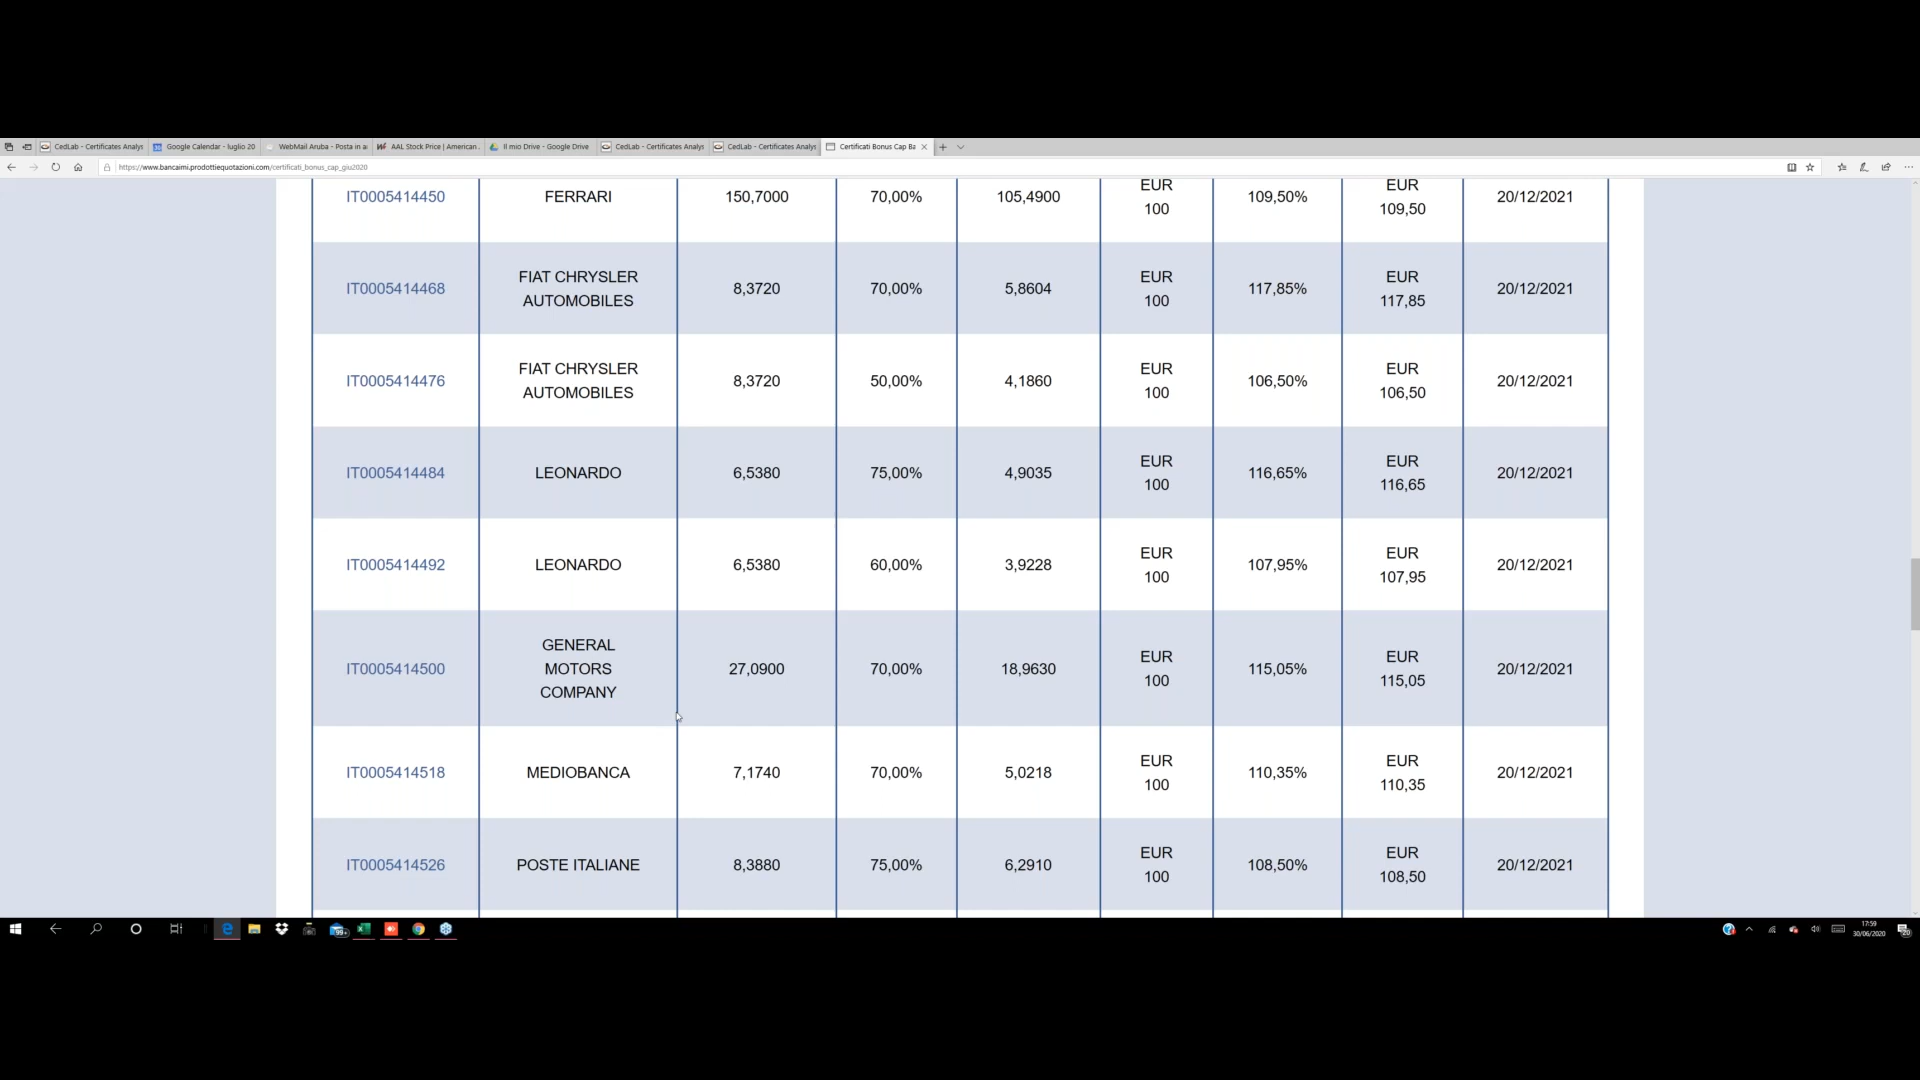 CedLab - Certificates Analys
Google Calendar - luglio 20
WebMail Aruba - Posta in a
AAL Stock Price | American
Il mio Drive - Google Drive
CedLab - Certificates Analys
CedLab - Certificates Analys
Certificati Bonus Cap Ba
https://www.bancaimi.prodottiequotazioni.com/certificati_bonus_cap_giu2020
IT0005414450 FERRARI 150,7000 70,00% 105,4900 EUR 100 109,50% EUR 109,50 20/12/2021
IT0005414468 FIAT CHRYSLER AUTOMOBILES 8,3720 70,00% 5,8604 EUR 100 117,85% EUR 117,85 20/12/2021
IT0005414476 FIAT CHRYSLER AUTOMOBILES 8,3720 50,00% 4,1860 EUR 100 106,50% EUR 106,50 20/12/2021
IT0005414484 LEONARDO 6,5380 75,00% 4,9035 EUR 100 116,65% EUR 116,65 20/12/2021
IT0005414492 LEONARDO 6,5380 60,00% 3,9228 EUR 100 107,95% EUR 107,95 20/12/2021
IT0005414500 GENERAL MOTORS COMPANY 27,0900 70,00% 18,9630 EUR 100 115,05% EUR 115,05 20/12/2021
IT0005414518 MEDIOBANCA 7,1740 70,00% 5,0218 EUR 100 110,35% EUR 110,35 20/12/2021
IT0005414526 POSTE ITALIANE 8,3880 75,00% 6,2910 EUR 100 108,50% EUR 108,50 20/12/2021
99+
17:59
30/06/2020
20